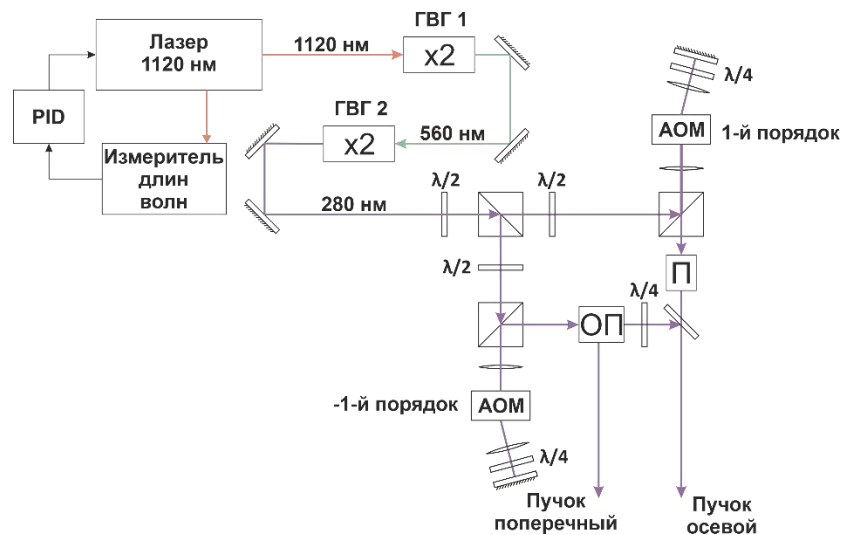 Лазер
1120 нм
1120 нм
ГВГ 1
x2
λ/4
PID
ГВГ 2
x2
560 нм
АОМ
1-й порядок
Измеритель
длин
волн
280 нм
λ/2
λ/2
λ/2
П
λ/4
ОП
-1-й порядок
АОМ
λ/4
Пучок
поперечный
Пучок
осевой